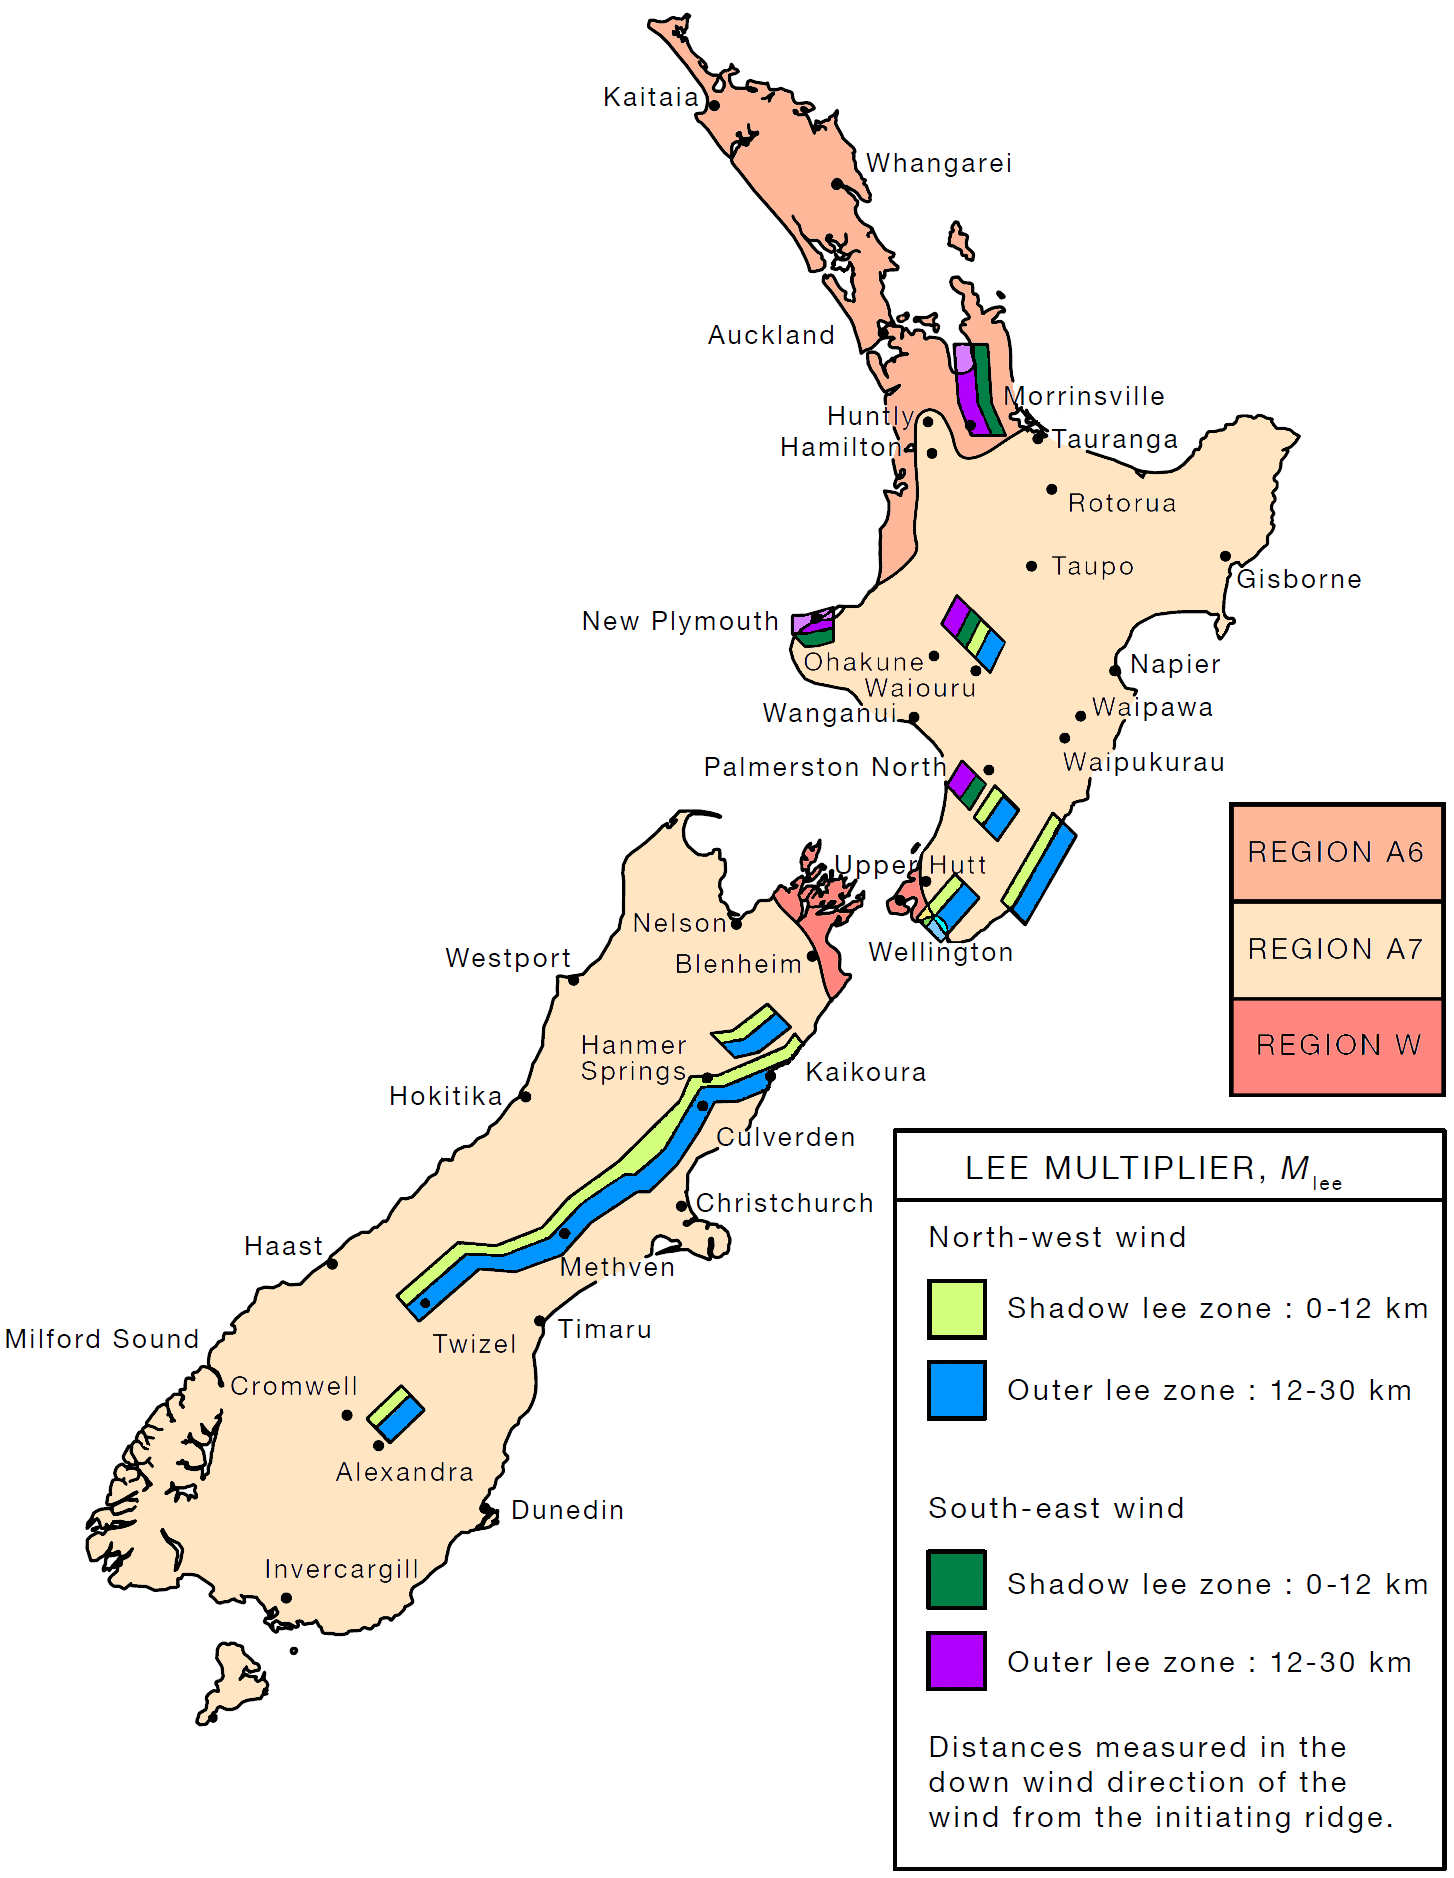 Kaitaia
Whangarei
Auckland
Morrinsville
Huntly
Tauranga
Hamilton
Rotorua
Taupo
Gisborne
New Plymouth
Ohakune
Napier
Waiouru
Wanganui
Waipawa
Palmerston North
Waipukurau
REGION A6
Upper Hutt
Nelson
REGION A7
Wellington
Westport
Blenheim
REGION W
Hanmer
Springs
Kaikoura
Hokitika
Culverden
LEE MULTIPLIER, Mlee
Christchurch
North-west wind
Haast
Methven
Shadow lee zone : 0-12 km
Milford Sound
Timaru
Twizel
Cromwell
Outer lee zone : 12-30 km
Alexandra
Dunedin
South-east wind
Invercargill
Shadow lee zone : 0-12 km
Outer lee zone : 12-30 km
Distances measured in the
down wind direction of the
wind from the initiating ridge.